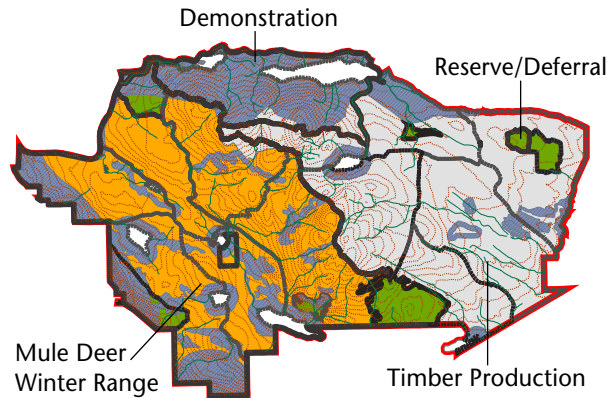 Demonstration
Reserve/Deferral
Mule Deer
Winter Range
Timber Production